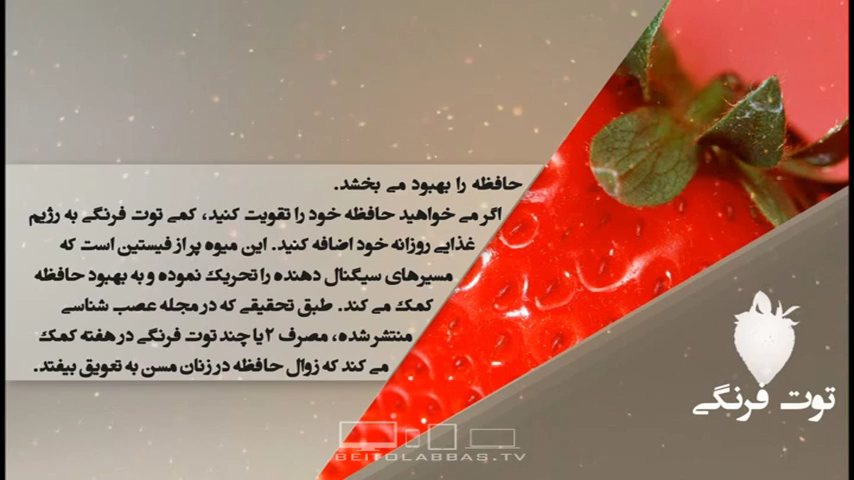 حافظه را بهبود می بخشد.
اگر می خواهید حافظه خود را تقویت کنید، کمی توت فرنگی به رژیم
غذایی روزانه خود اضافه کنید. این میوه پر از فیستین است که
مسیرهای سیگنال دهنده را تحریک نموده و به بهبود حافظه
کمک می کند. طبق تحقیقی که در مجله عصب شناسی
منتشر شده، مصرف ۲ یا چند توت فرنگی در هفته کمک
می کند که زوال حافظه در زنان مسن به تعویق بیفتد.
توت فرنگی
BEITOLABBAS.TV